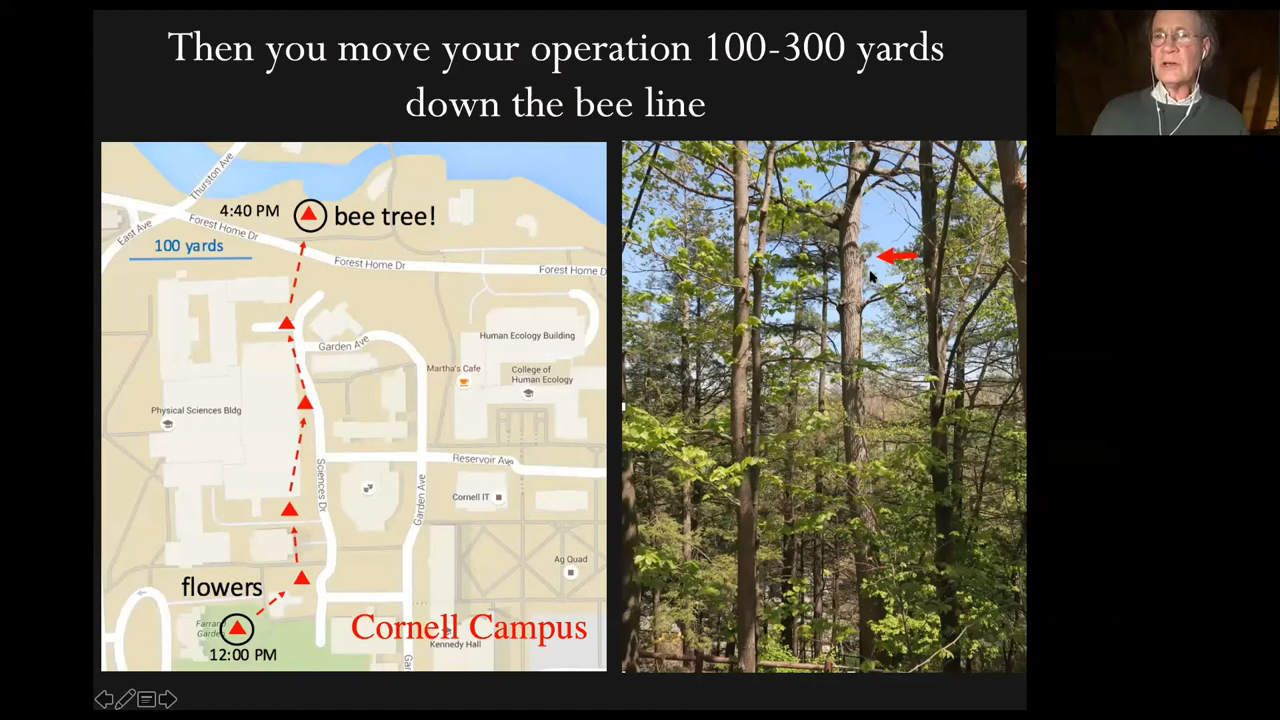 Then you move your operation 100-300 yards
down the bee line
Thurston Ave
East Ave
4:40 PM
bee tree!
Forest Home Dr
100 yards
Forest Home Dr
Forest Home D
Garden Ave
Human Ecology Building
Martha's Cafe
College of
Human Ecology
Physical Sciences Bldg
Reservoir Ave
Sciences Dr
Garden Ave
Cornell IT
Ag Quad
flowers
Cornell Campus
Kennedy Hall
12:00 PM
Gar